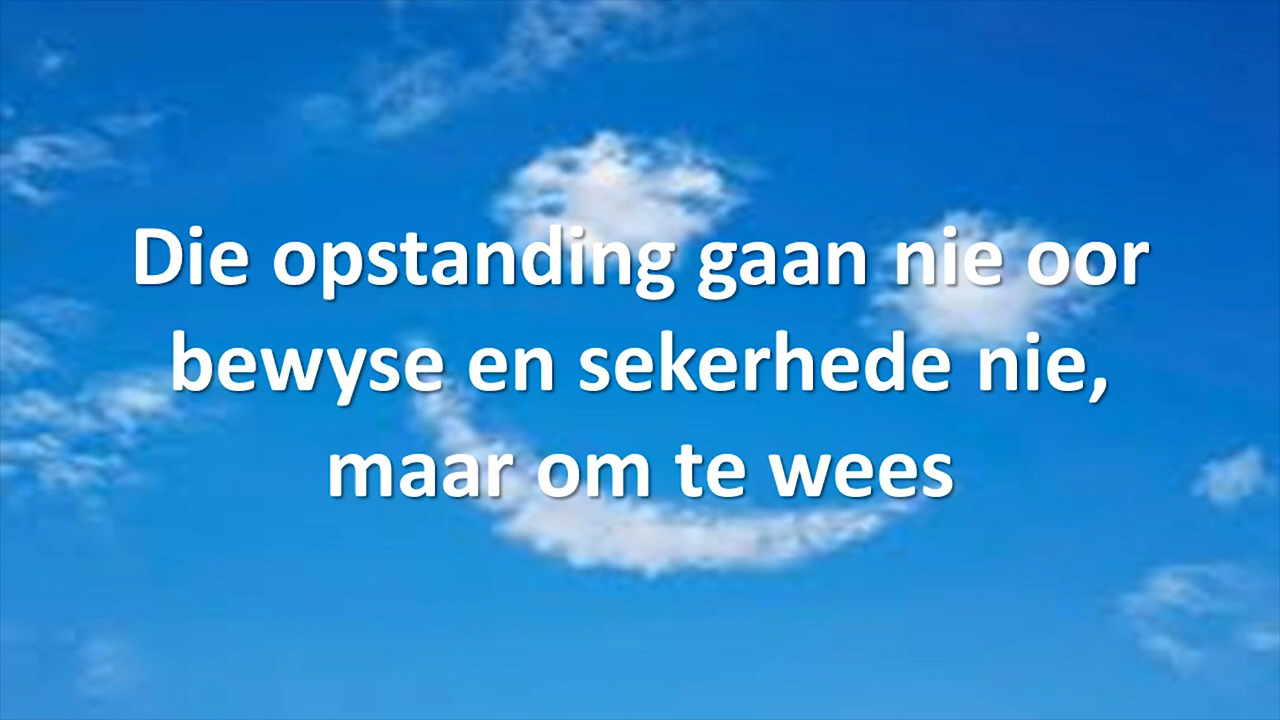 Die opstanding gaan nie oor
bewyse en sekerhede nie,
maar om te wees